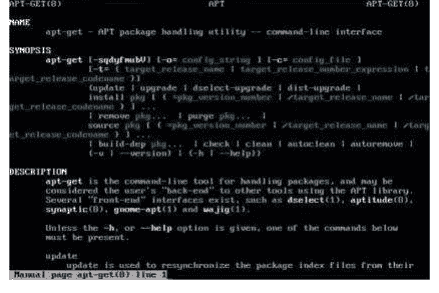 APT-GET(8) APT APT-GET(8)
NAME
apt-get - APT package handling utility -- command-line interface
SYNOPSIS
apt-get [-sqdyfmubV] [-o= config_string ] [-c= config_file ]
[-t= { target_release_name | target_release_number_expression | t
arget_release_codename }]
{update | upgrade | dselect-upgrade | dist-upgrade |
install pkg [ { =pkg_version_number | /target_release_name | /targ
et_release_codename } ] ... |
remove pkg... | purge pkg... |
source pkg [ { =pkg_version_number | /target_release_name | /targ
et_release_codename } ] ... |
build-dep pkg... | check | clean | autoclean | autoremove |
{-v | --version} | {-h | --help}}
DESCRIPTION
apt-get is the command-line tool for handling packages, and may be
considered the user's "back-end" to other tools using the APT library.
Several "front-end" interfaces exist, such as dselect(1), aptitude(8),
synaptic(8), gnome-apt(1) and wajig(1).
Unless the -h, or --help option is given, one of the commands below
must be present.
update
update is used to resynchronize the package index files from their
Manual page apt-get(8) line 1